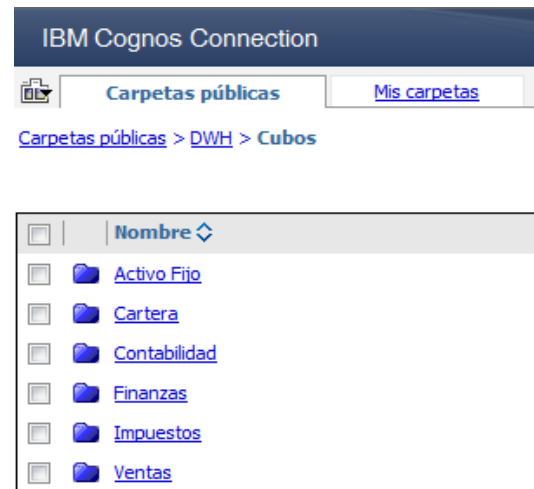 IBM Cognos Connection
Carpetas públicas Mis carpetas
Carpetas públicas > DWH > Cubos
Nombre
Activo Fijo
Cartera
Contabilidad
Finanzas
Impuestos
Ventas